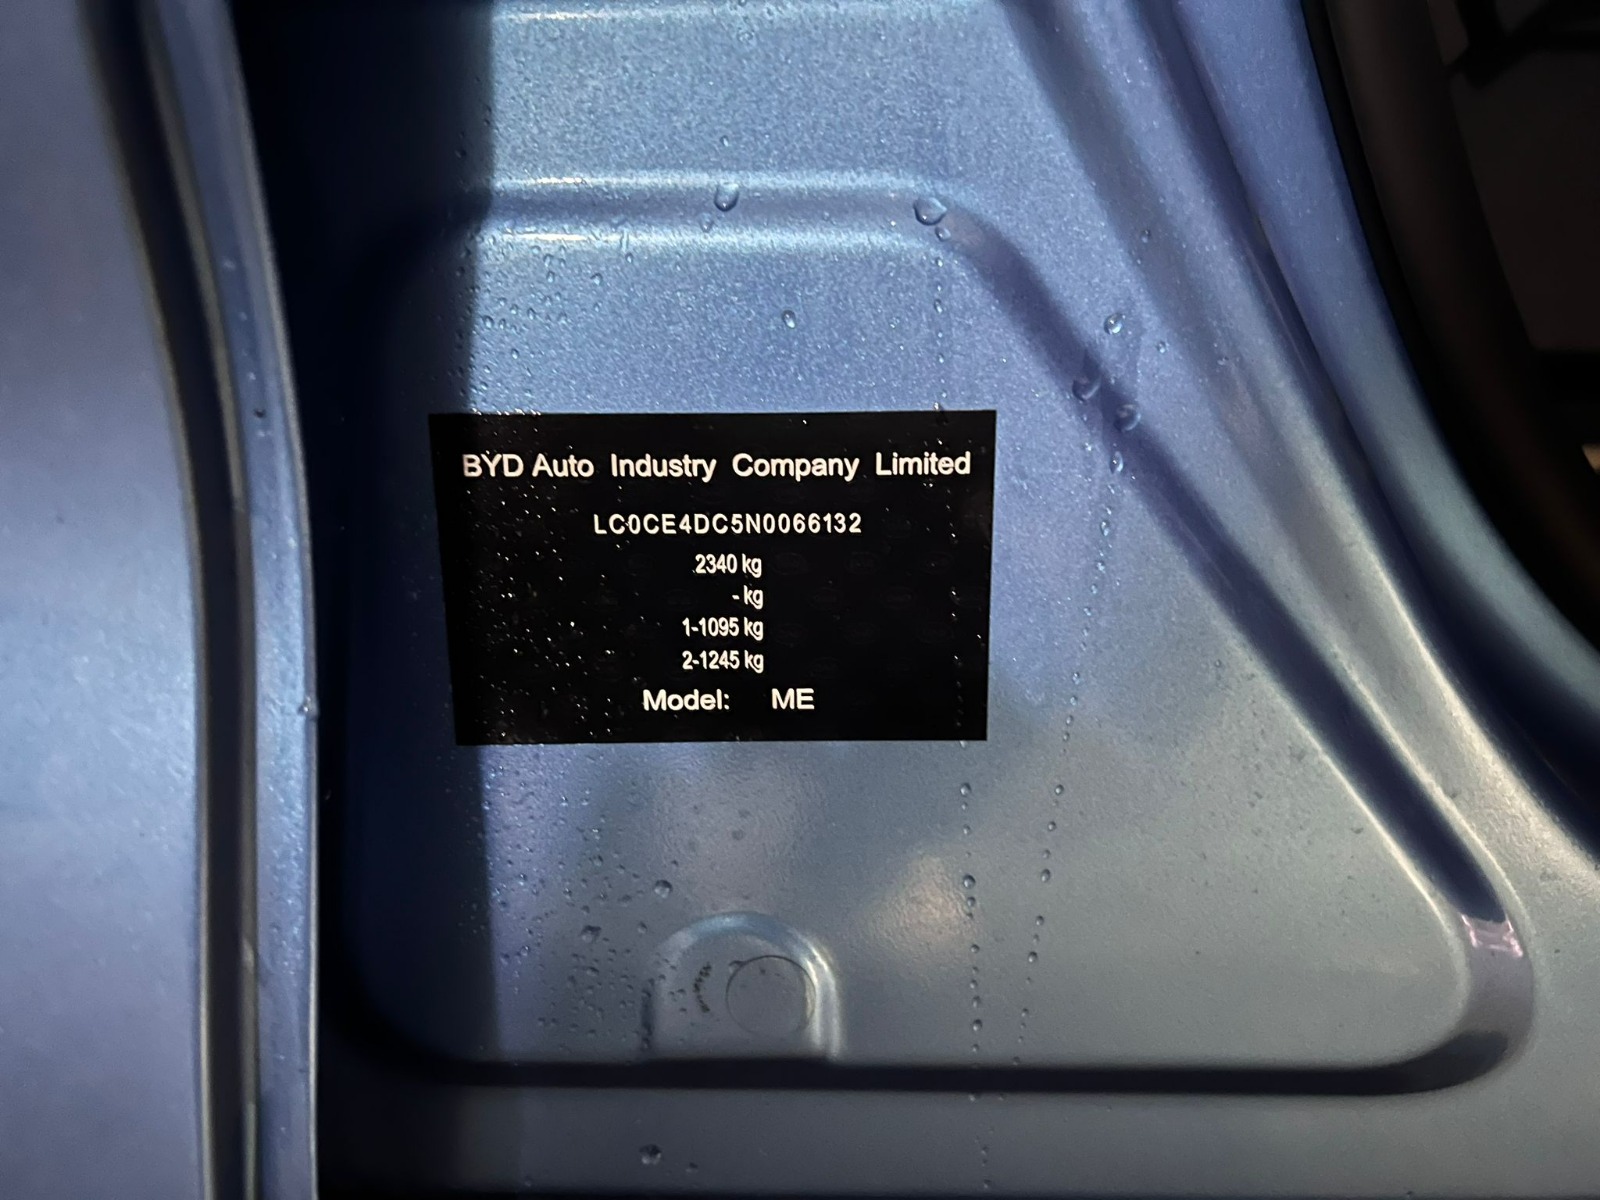 BYD Auto Industry Company Limited
LC0CE4DC5N0066132
2340 kg
- kg
1-1095 kg
2-1245 kg
Model: ME